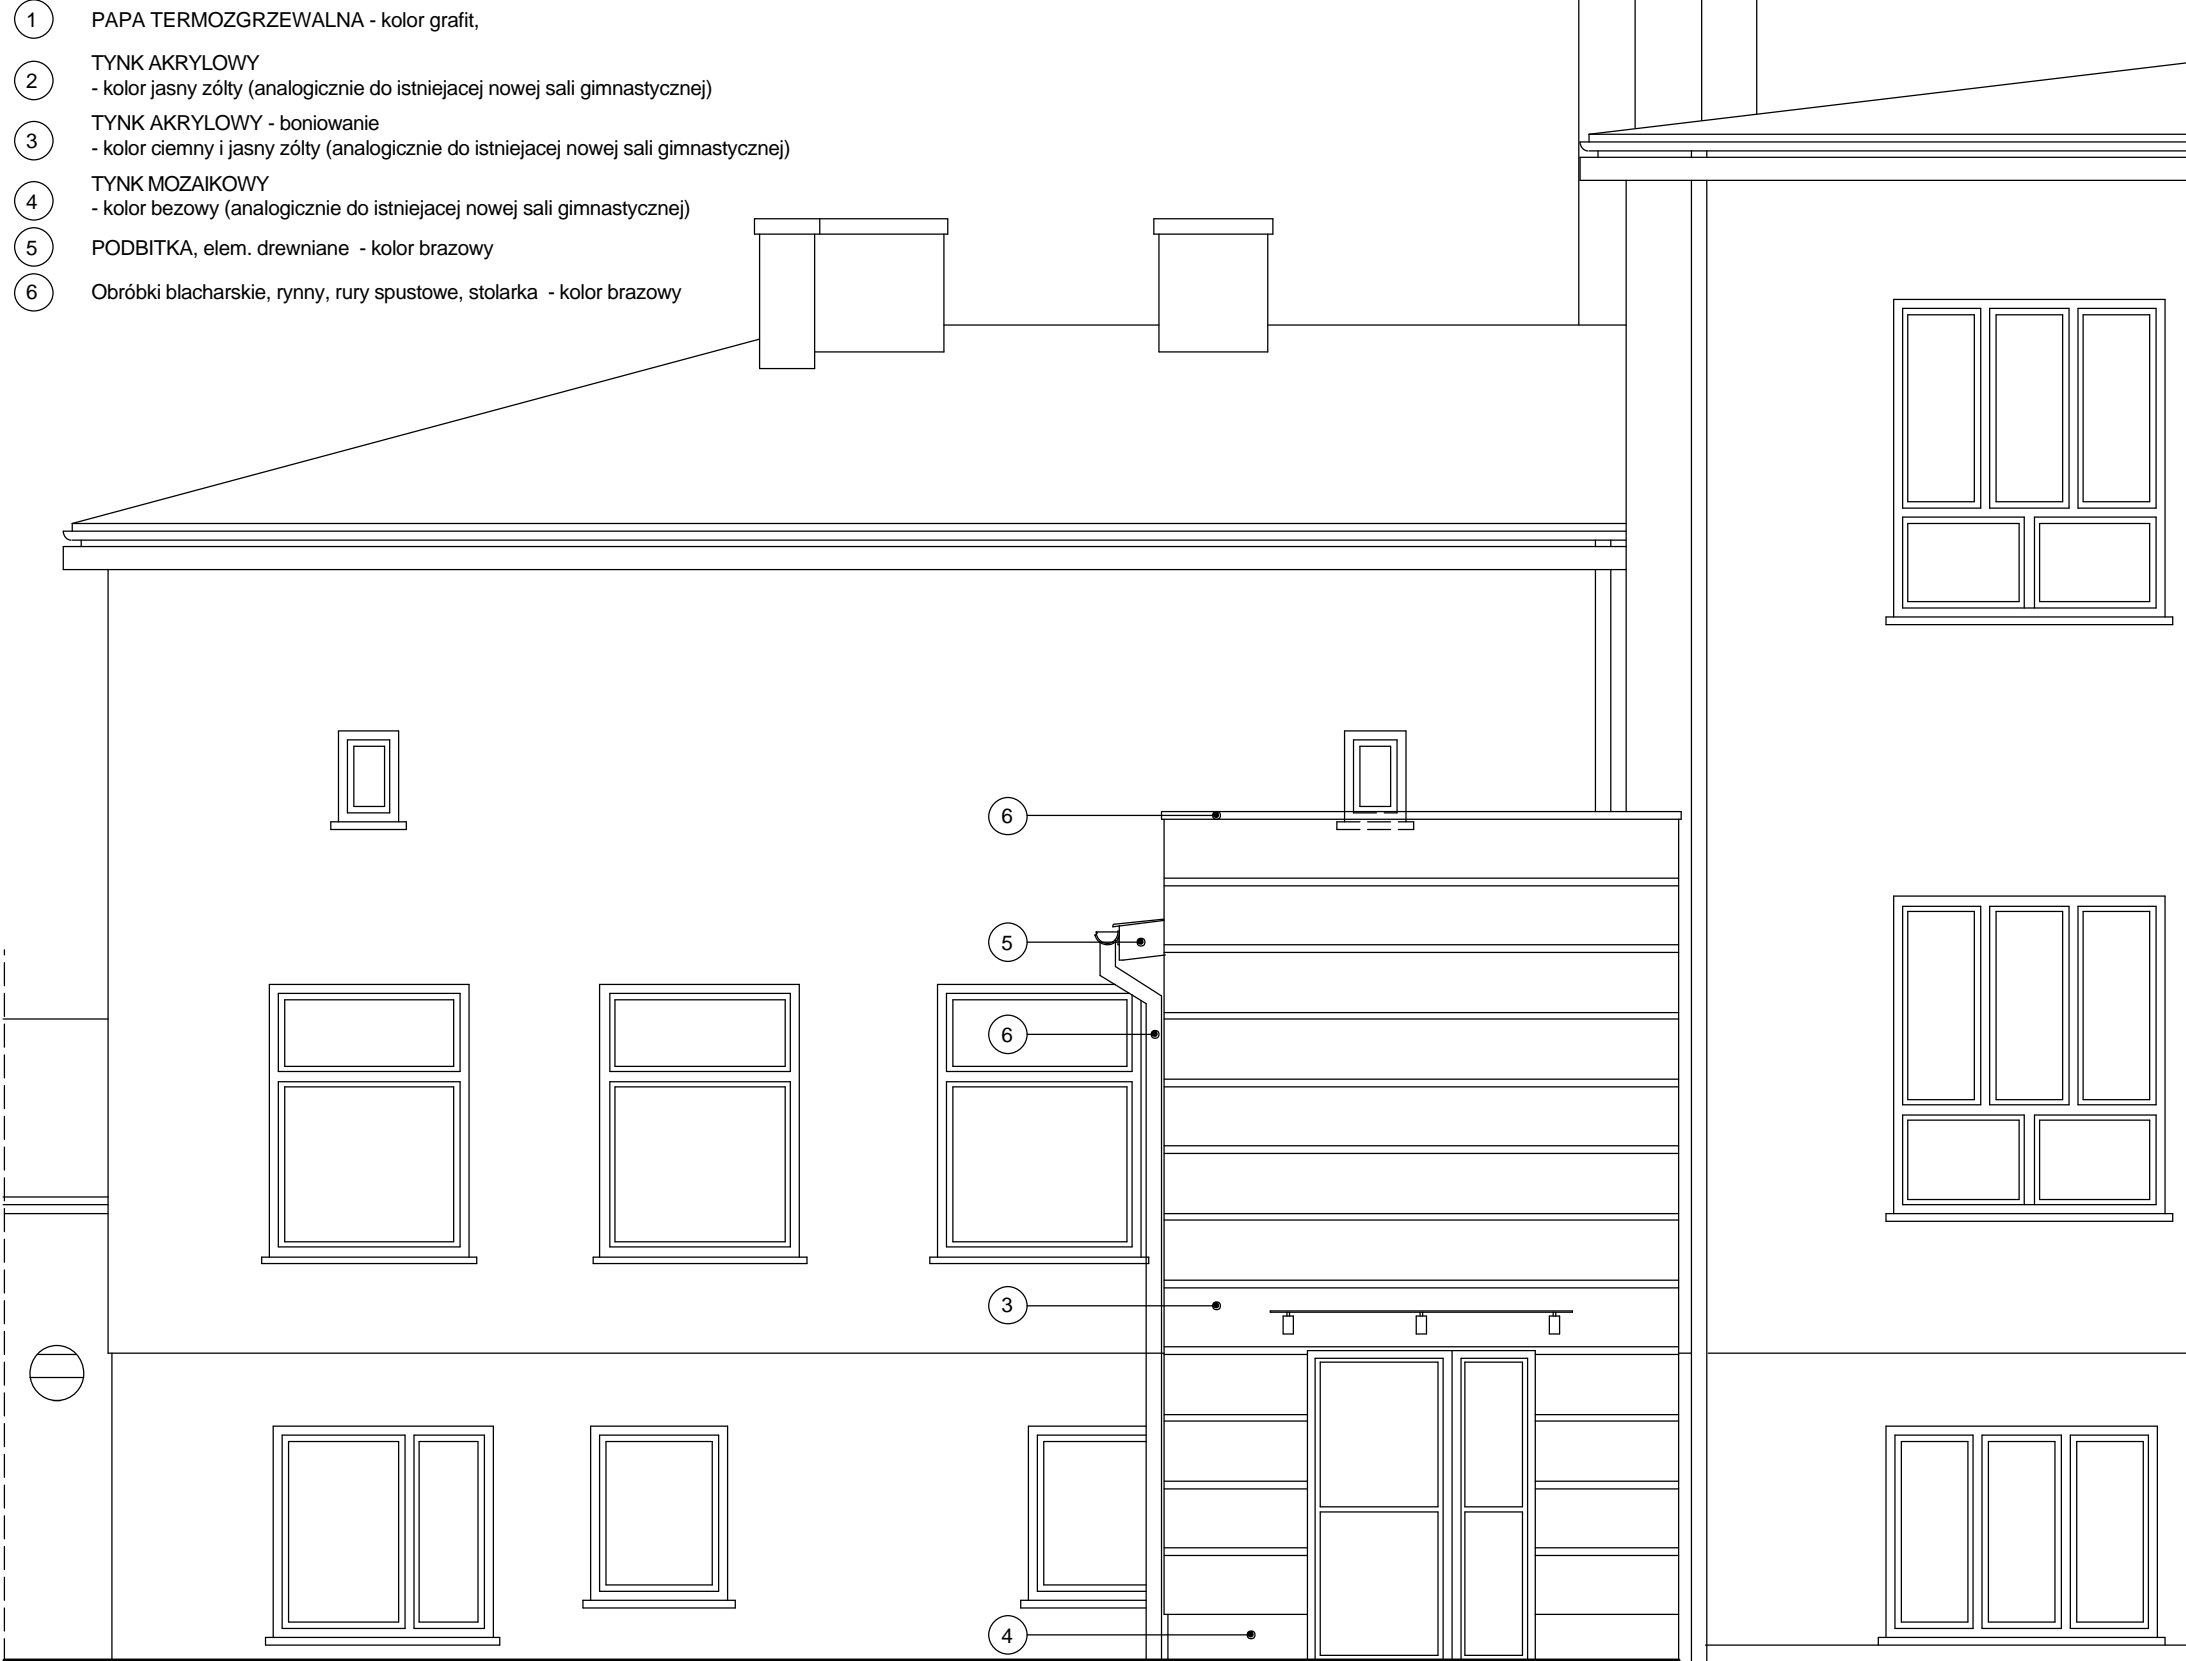 1 PAPA TERMOZGRZEWALNA - kolor grafit,
TYNK AKRYLOWY
2 - kolor jasny zólty (analogicznie do istniejacej nowej sali gimnastycznej)
TYNK AKRYLOWY - boniowanie
3 - kolor ciemny i jasny zólty (analogicznie do istniejacej nowej sali gimnastycznej)
TYNK MOZAIKOWY
4 - kolor bezowy (analogicznie do istniejacej nowej sali gimnastycznej)
5 PODBITKA, elem. drewniane - kolor brazowy
6 Obróbki blacharskie, rynny, rury spustowe, stolarka - kolor brazowy
6
5
6
3
4